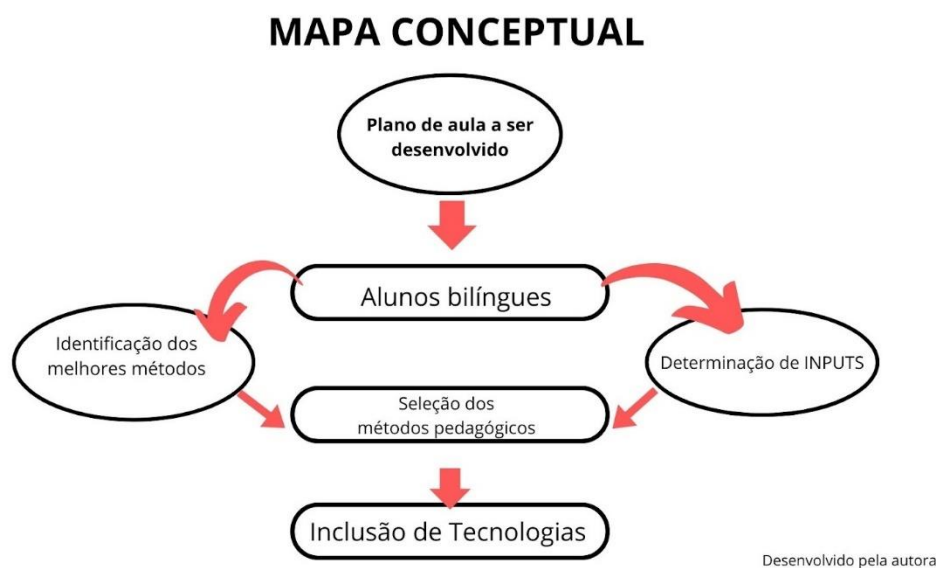 MAPA CONCEPTUAL
Plano de aula a ser
desenvolvido
Alunos bilíngues
Identificação dos
melhores métodos
Determinação de INPUTS
Seleção dos
métodos pedagógicos
Inclusão de Tecnologias
Desenvolvido pela autora